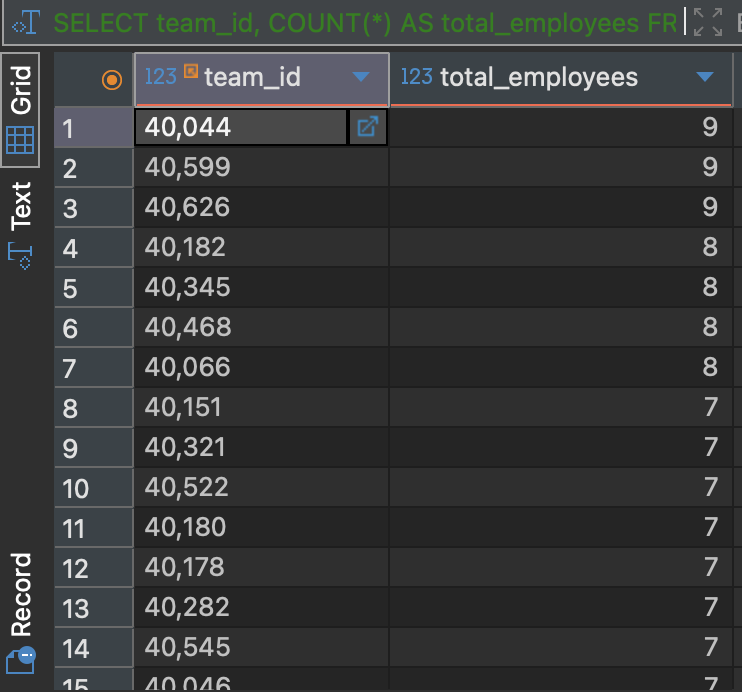 SELECT team_id, COUNT(*) AS total_employees FR
Grid
Text
Record
123 team_id 123 total_employees
1 40,044 9
2 40,599 9
3 40,626 9
4 40,182 8
5 40,345 8
6 40,468 8
7 40,066 8
8 40,151 7
9 40,321 7
10 40,522 7
11 40,180 7
12 40,178 7
13 40,282 7
14 40,545 7
15 40,046 7